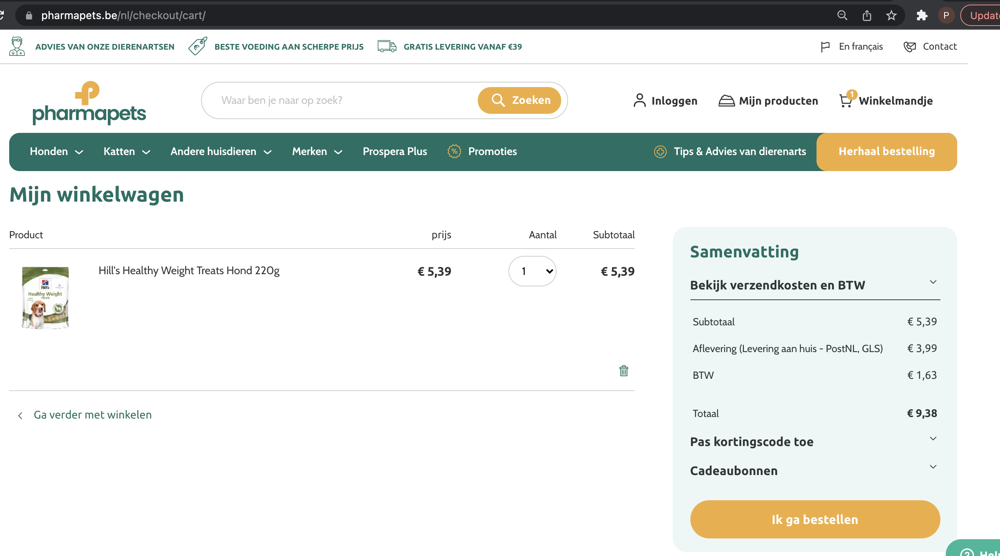 pharmapets.be/nl/checkout/cart/
P
ADVIES VAN ONZE DIERENARTSEN
BESTE VOEDING AAN SCHERPE PRIJS
GRATIS LEVERING VANAF €39
En français
Contact
pharmapets
Waar ben je naar op zoek?
Zoeken
Inloggen
Mijn producten
1
Winkelmandje
Honden
Katten
Andere huisdieren
Merken
Prospera Plus
% Promoties
Tips & Advies van dierenarts
Herhaal bestelling
Mijn winkelwagen
Product prijs Aantal Subtotaal
Hill's
Healthy Weight
TREATS
Hill's Healthy Weight Treats Hond 220g € 5,39 1 € 5,39
Ga verder met winkelen
Samenvatting
Bekijk verzendkosten en BTW
Subtotaal € 5,39
Aflevering (Levering aan huis - PostNL, GLS) € 3,99
BTW € 1,63
Totaal € 9,38
Pas kortingscode toe
Cadeaubonnen
Ik ga bestellen